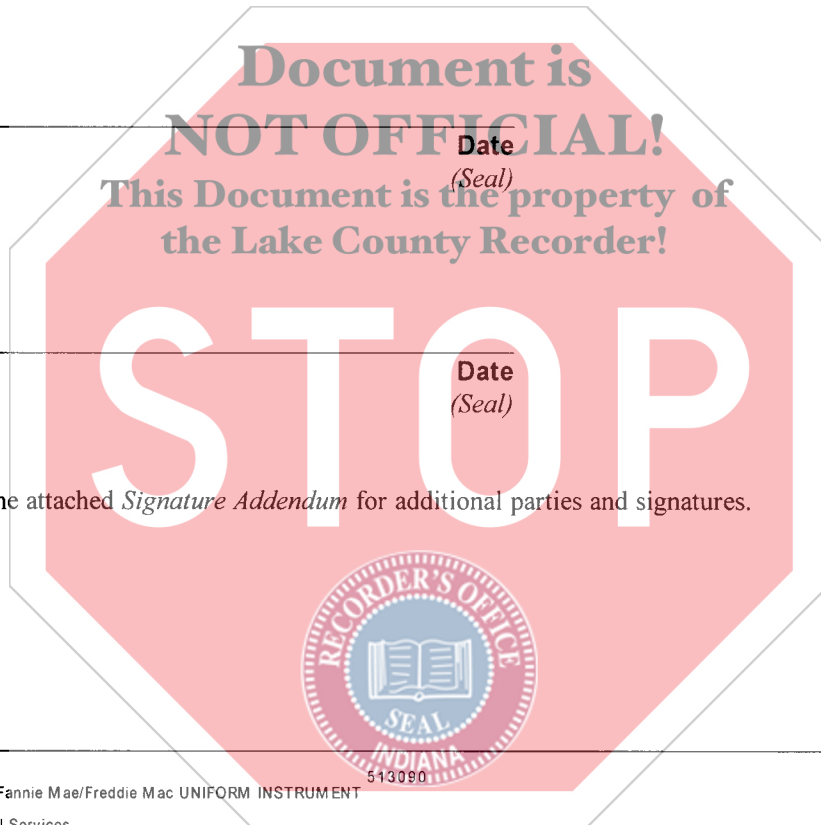 Document is
NOT OFFICIAL!
Date
(Seal)
This Document is the property of
the Lake County Recorder!
STOP
Date
(Seal)
attached Signature Addendum for additional parties and signatures.
RECORDER'S OFFICE
SEAL
INDIANA
513090
Fannie Mae/Freddie Mac UNIFORM INSTRUMENT
Services